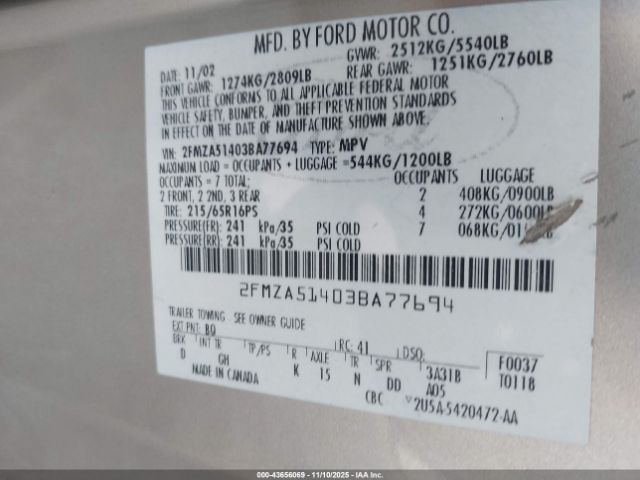 MFD. BY FORD MOTOR CO.
DATE: 11/02 GVWR: 2512KG/5540LB
FRONT GAWR: 1274KG/2809LB REAR GAWR: 1251KG/2760LB
THIS VEHICLE CONFORMS TO ALL APPLICABLE FEDERAL MOTOR
VEHICLE SAFETY, BUMPER, AND THEFT PREVENTION STANDARDS
IN EFFECT ON THE DATE OF MANUFACTURE SHOWN ABOVE.
VIN: 2FMZA51403BA77694 TYPE: MPV
MAXIMUM LOAD = OCCUPANTS + LUGGAGE = 544KG/1200LB
OCCUPANTS = 7 TOTAL; OCCUPANTS LUGGAGE
2 FRONT, 2 2ND, 3 REAR 2 408KG/0900LB
TIRE: 215/65R16PS 4 272KG/0600LB
PRESSURE(FR): 241 kPa/35 PSI COLD 7
PRESSURE(RR): 241 kPa/35 PSI COLD
2FMZA51403BA77694
TRAILER TOWING - SEE OWNER GUIDE
EXT PNT: BQ RC: 41 DSO: F0037
BRK INT TR TP/PS R AXLE TR SPR 3A31B T0118
D GH K 15 N DD A05
MADE IN CANADA CBC ▽2U5A-5420472-AA
00-43656069 - 11/10/2025 - IAA Inc.